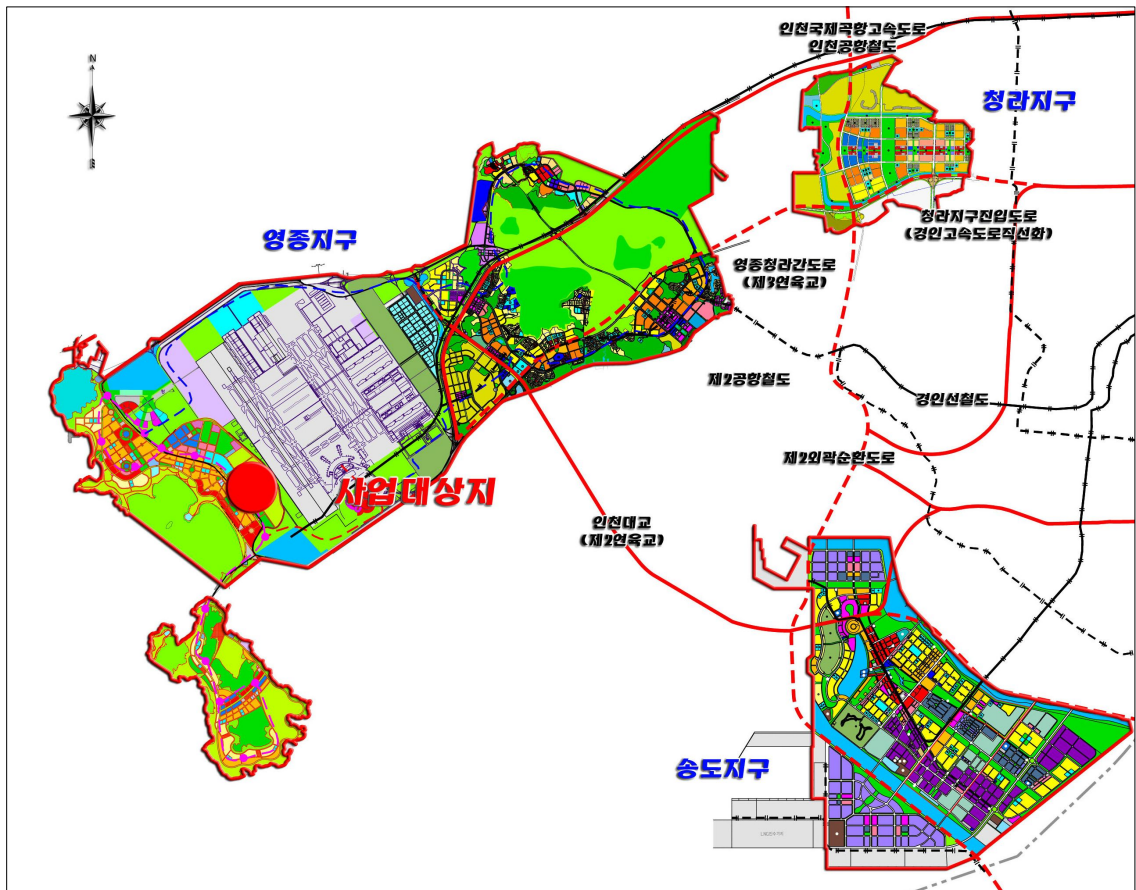 인천국제공항고속도로
인천공항철도
청라지구
N
S
청라지구진입도로
(경인고속도로직선화)
영종지구
영종청라간도로
(제3연육교)
제2공항철도
경인선철도
제2외곽순환도로
사업대상지
인천대교
(제2연육교)
송도지구